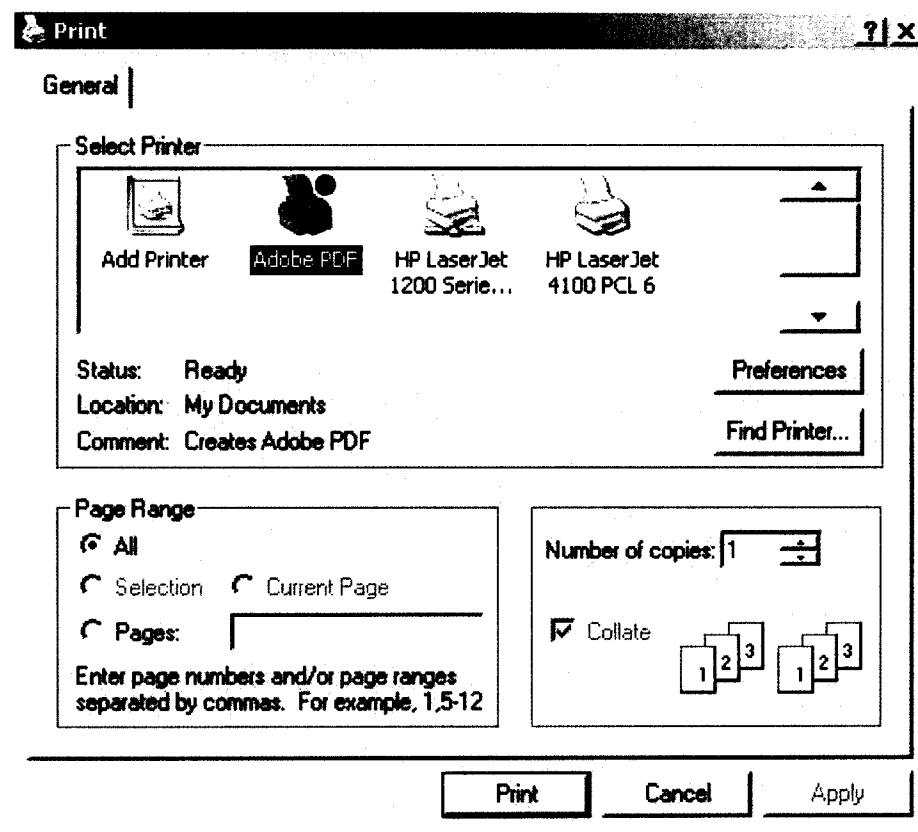 Print
General
Select Printer
Add Printer
Adobe PDF
HP LaserJet
1200 Serie...
HP LaserJet
4100 PCL 6
Status: Ready
Location: My Documents
Comment: Creates Adobe PDF
Preferences
Find Printer...
Page Range
All
Selection Current Page
Pages:
Enter page numbers and/or page ranges
separated by commas. For example, 1,5-12
Number of copies: 1
Collate
1 2 3 1 2 3
Print Cancel Apply